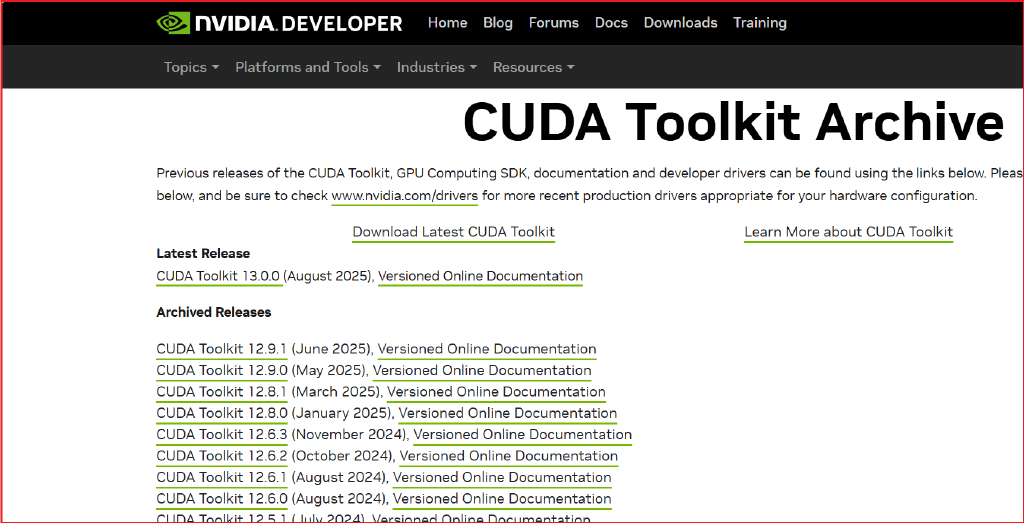 NVIDIA. DEVELOPER Home Blog Forums Docs Downloads Training
Topics Platforms and Tools Industries Resources
CUDA Toolkit Archive
Previous releases of the CUDA Toolkit, GPU Computing SDK, documentation and developer drivers can be found using the links below. Pleas
below, and be sure to check www.nvidia.com/drivers for more recent production drivers appropriate for your hardware configuration.
Download Latest CUDA Toolkit Learn More about CUDA Toolkit
Latest Release
CUDA Toolkit 13.0.0 (August 2025), Versioned Online Documentation
Archived Releases
CUDA Toolkit 12.9.1 (June 2025), Versioned Online Documentation
CUDA Toolkit 12.9.0 (May 2025), Versioned Online Documentation
CUDA Toolkit 12.8.1 (March 2025), Versioned Online Documentation
CUDA Toolkit 12.8.0 (January 2025), Versioned Online Documentation
CUDA Toolkit 12.6.3 (November 2024), Versioned Online Documentation
CUDA Toolkit 12.6.2 (October 2024), Versioned Online Documentation
CUDA Toolkit 12.6.1 (August 2024), Versioned Online Documentation
CUDA Toolkit 12.6.0 (August 2024), Versioned Online Documentation
CUDA Toolkit 12.5.1 (July 2024), Versioned Online Documentation